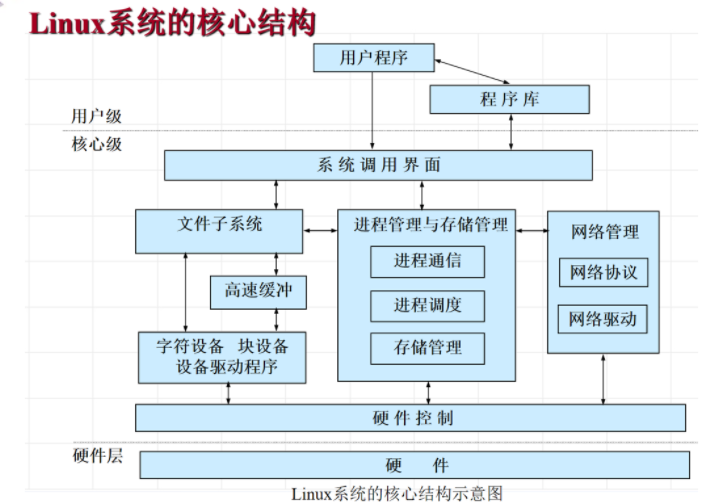 Linux系统的核心结构
用户程序
程序库
用户级
核心级
系统调用界面
文件子系统
进程管理与存储管理
网络管理
进程通信
网络协议
高速缓冲
进程调度
网络驱动
字符设备 块设备
设备驱动程序
存储管理
硬件控制
硬件层
硬 件
Linux系统的核心结构示意图